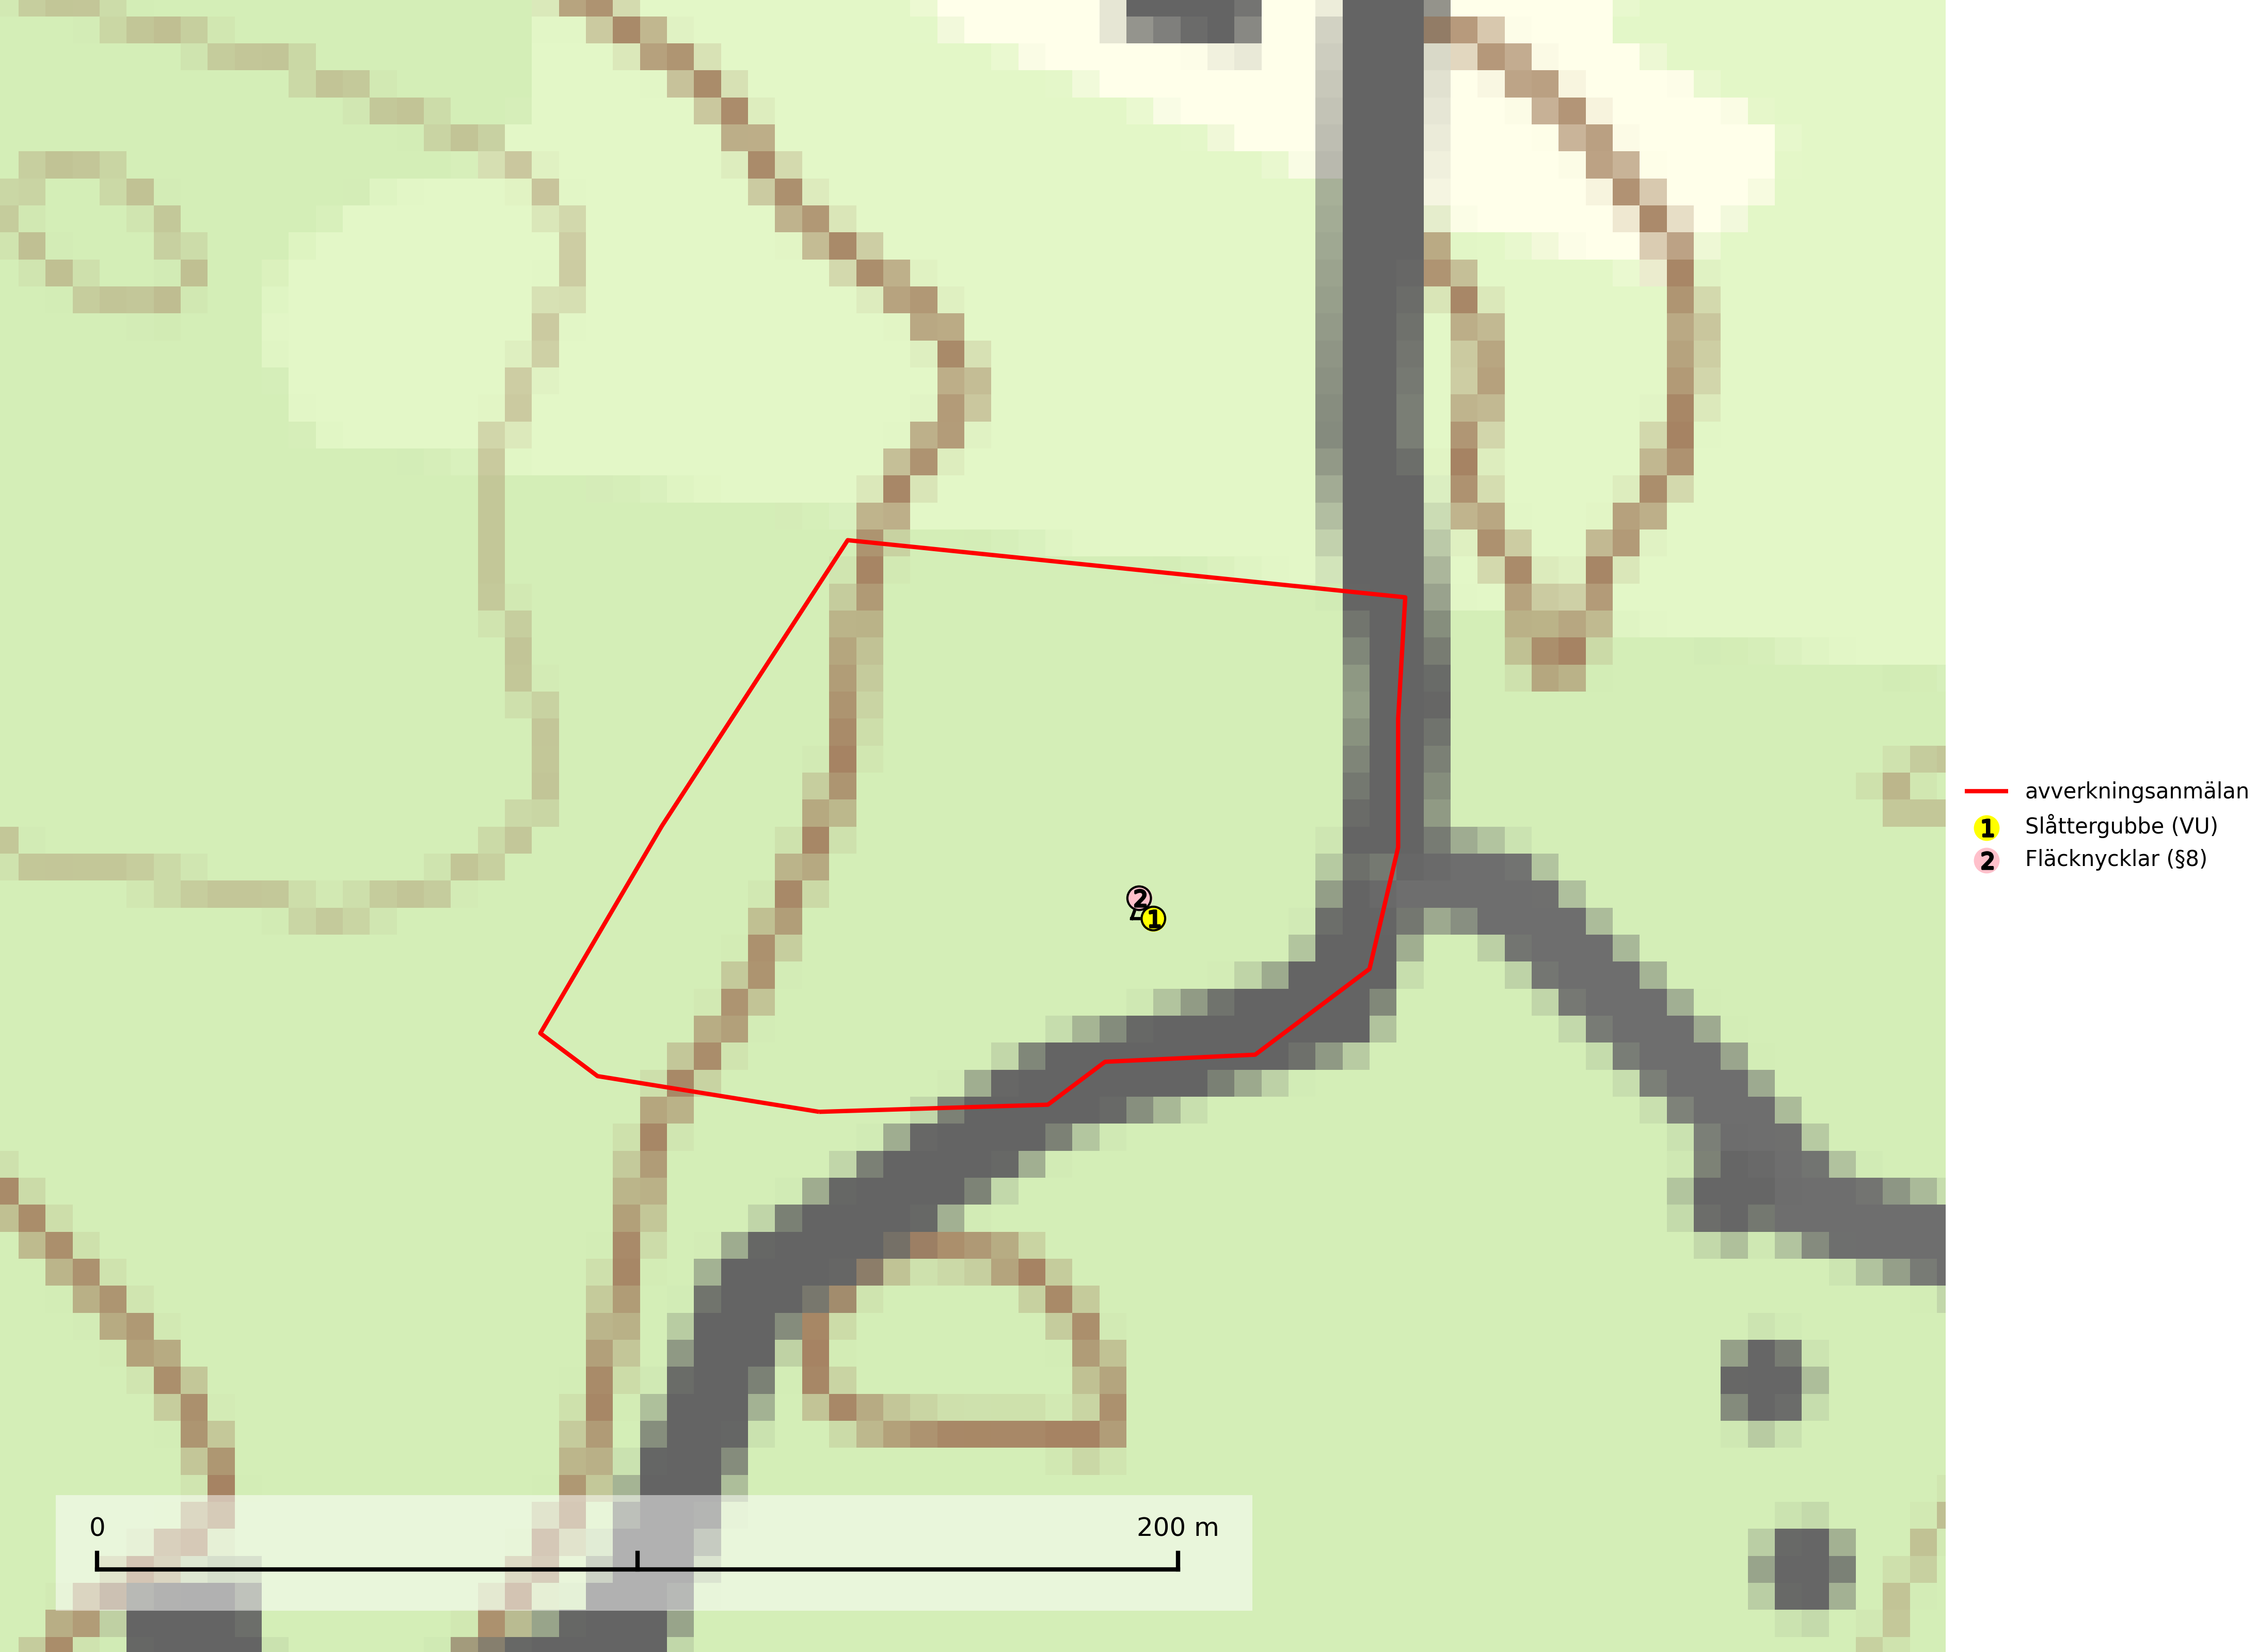 avverkningsanmälan
1 Slåttergubbe (VU)
2 Fläcknycklar (§8)
2
1
0 200 m